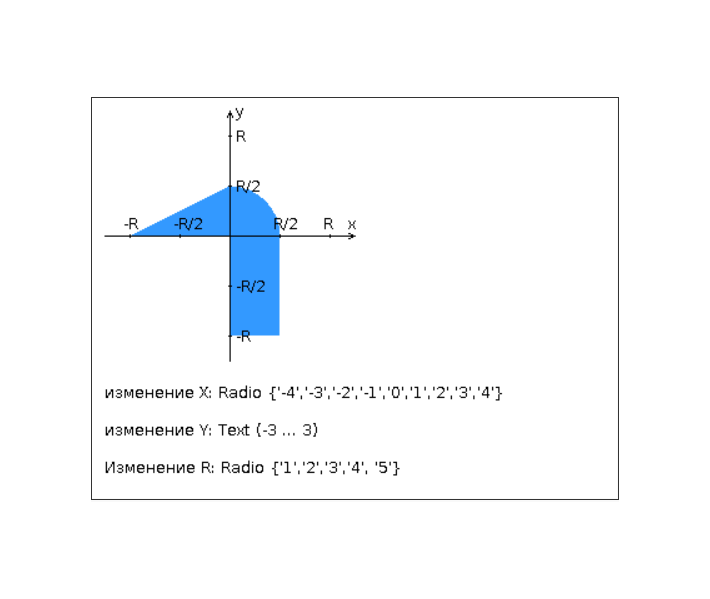 y
R
R/2
-R
-R/2
R/2
R
x
-R/2
-R
изменение X: Radio {'-4','-3','-2','-1','0','1','2','3','4'}
изменение Y: Text (-3 ... 3)
Изменение R: Radio {'1','2','3','4', '5'}